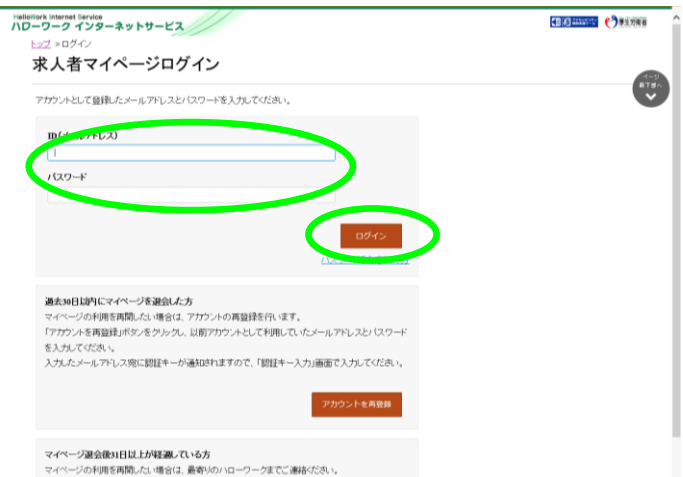 HelloWork Internet Service
ハローワーク インターネットサービス
厚生労働省
トップ > ログイン
求人者マイページログイン
ページ
最下部へ
アカウントとして登録したメールアドレスとパスワードを入力してください。
ID(メールアドレス)
パスワード
ログイン
過去30日以内にマイページを退会した方
マイページの利用を再開したい場合は、アカウントの再登録を行います。
「アカウントを再登録」ボタンをクリックし、以前アカウントとして利用していたメールアドレスとパスワード
を入力してください。
入力したメールアドレス宛に認証キーが通知されますので、「認証キー入力」画面で入力してください。
アカウントを再登録
マイページ退会後31日以上が経過している方
マイページの利用を再開したい場合は、最寄りのハローワークまでご連絡ください。